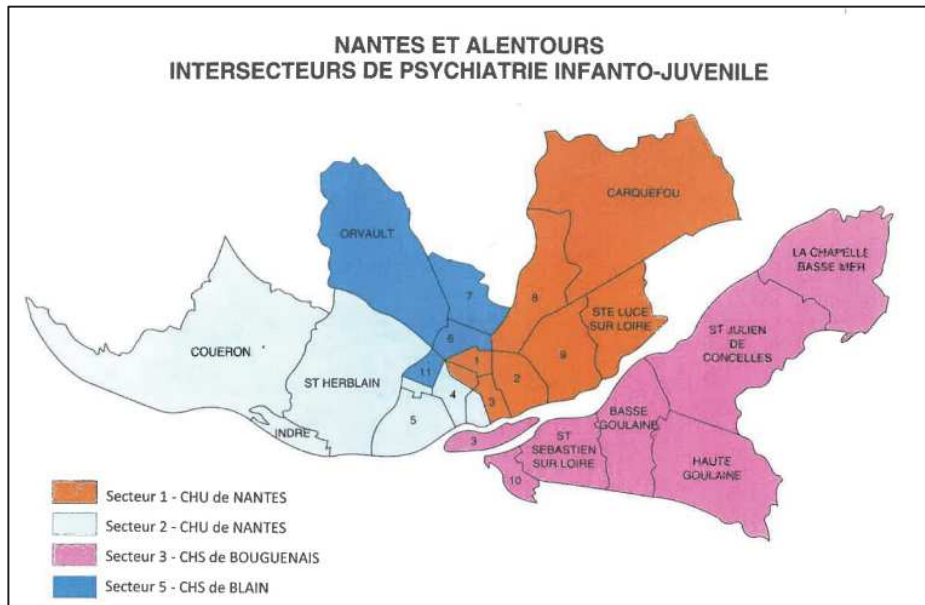 NANTES ET ALENTOURS
INTERSECTEURS DE PSYCHIATRIE INFANTO-JUVENILE
CARQUEFOU
ORVAULT
LA CHAPELLE
BASSE MER
7
8
STE LUCE
SUR LOIRE
ST JULIEN
DE
CONCELLES
6
COUERON
1
9
ST HERBLAIN
11
2
4
3
5
BASSE
GOULAINE
INDRE
3
ST
SEBASTIEN
SUR LOIRE
HAUTE
GOULAINE
10
Secteur 1 - CHU de NANTES
Secteur 2 - CHU de NANTES
Secteur 3 - CHS de BOUGUENAIS
Secteur 5 - CHS de BLAIN